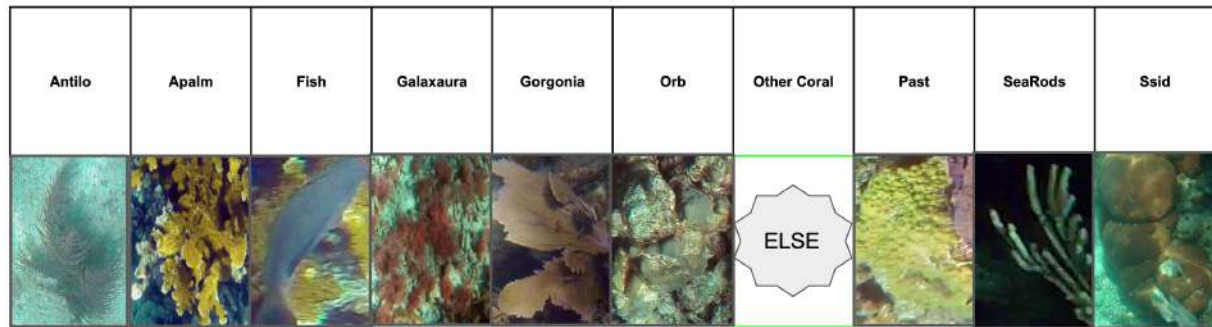 Antilo
Apalm
Fish
Galaxaura
Gorgonia
Orb
Other Coral
Past
SeaRods
Ssid
ELSE